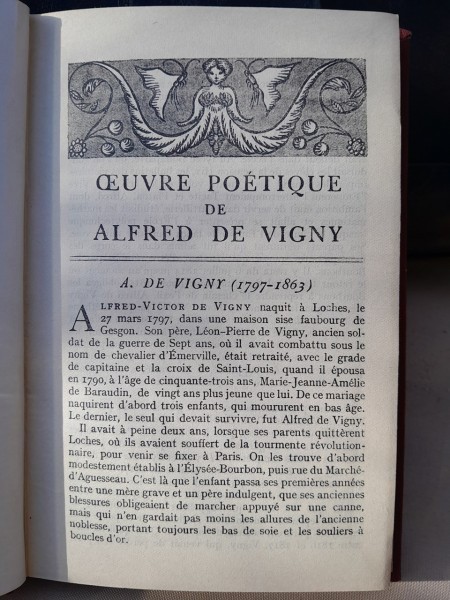 ŒUVRE POÉTIQUE
DE
ALFRED DE VIGNY
A. DE VIGNY (1797-1863)
ALFRED-VICTOR DE VIGNY naquit à Loches, le
27 mars 1797, dans une maison sise faubourg de
Gesgon. Son père, Léon-Pierre de Vigny, ancien sol-
dat de la guerre de Sept ans, où il avait combattu sous le
nom de chevalier d'Émerville, était retraité, avec le grade
de capitaine et la croix de Saint-Louis, quand il épousa
en 1790, à l'âge de cinquante-trois ans, Marie-Jeanne-Amélie
de Baraudin, de vingt ans plus jeune que lui. De ce mariage
naquirent d'abord trois enfants, qui moururent en bas âge.
Le dernier, le seul qui devait survivre, fut Alfred de Vigny.
Il avait à peine deux ans, lorsque ses parents quittèrent
Loches, où ils avaient souffert de la tourmente révolution-
naire, pour venir se fixer à Paris. On les trouve d'abord
modestement établis à l'Élysée-Bourbon, puis rue du Marché-
d'Aguesseau. C'est là que l'enfant passa ses premières années
entre une mère grave et un père indulgent, que ses anciennes
blessures obligeaient de marcher appuyé sur une canne,
mais qui n'en gardait pas moins les allures de l'ancienne
noblesse, portant toujours les bas de soie et les souliers à
boucles d'or.